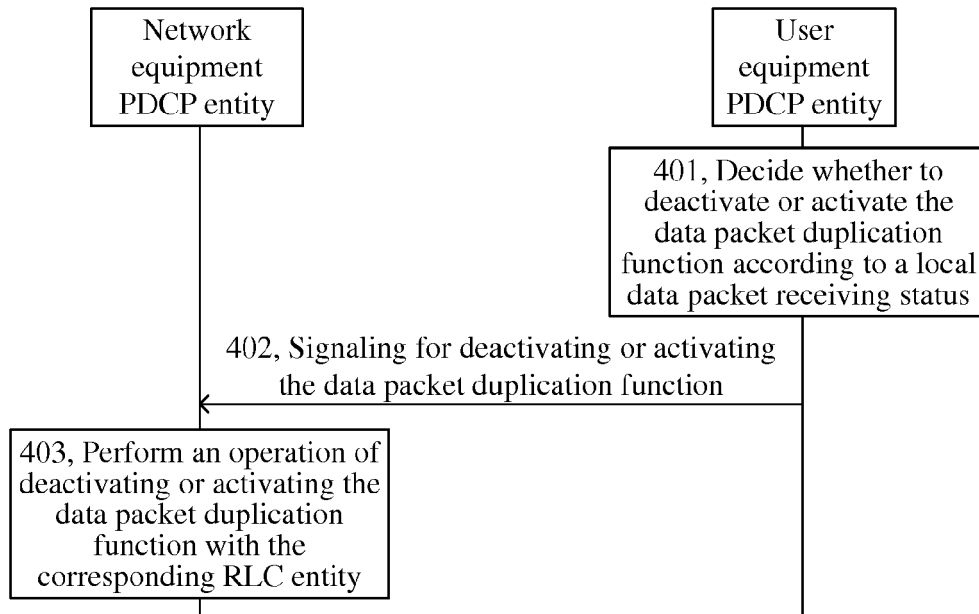 Network
equipment
PDCP entity
User
equipment
PDCP entity
401, Decide whether to
deactivate or activate the
data packet duplication
function according to a local
data packet receiving status
402, Signaling for deactivating or activating
the data packet duplication function
403, Perform an operation of
deactivating or activating the
data packet duplication
function with the
corresponding RLC entity